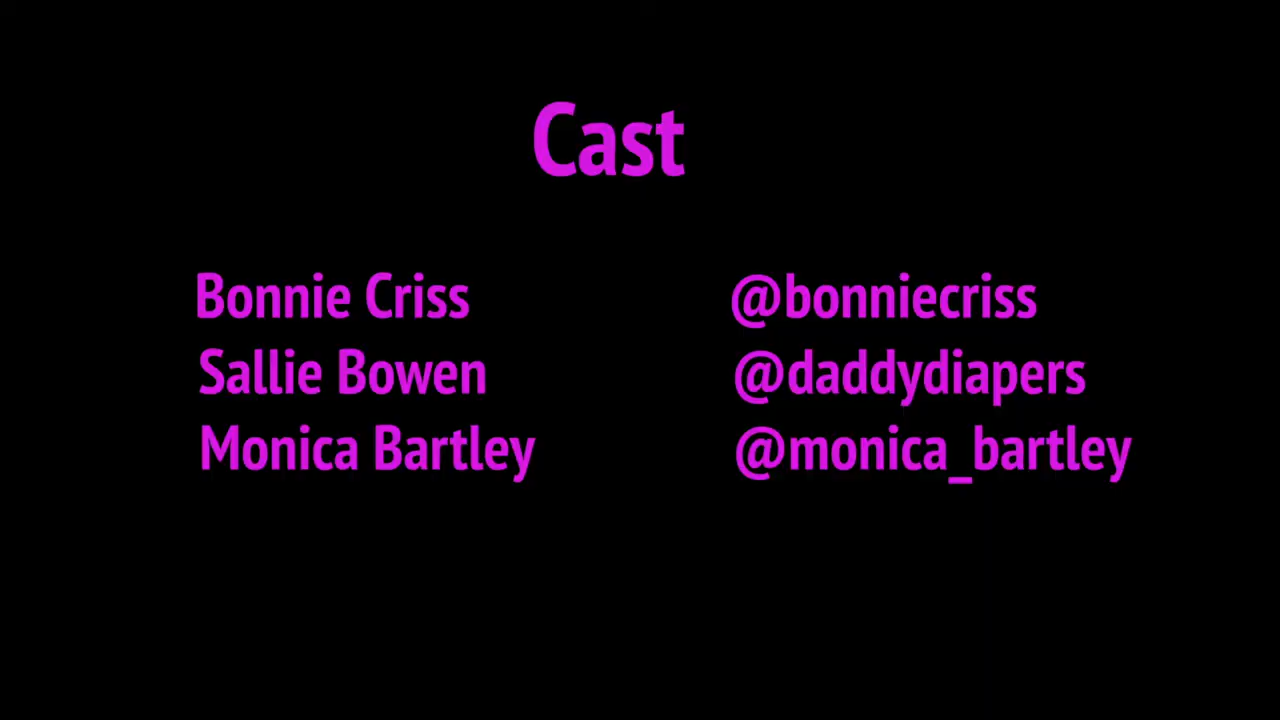 Cast
Bonnie Criss @bonniecriss
Sallie Bowen @daddydiapers
Monica Bartley @monica_bartley